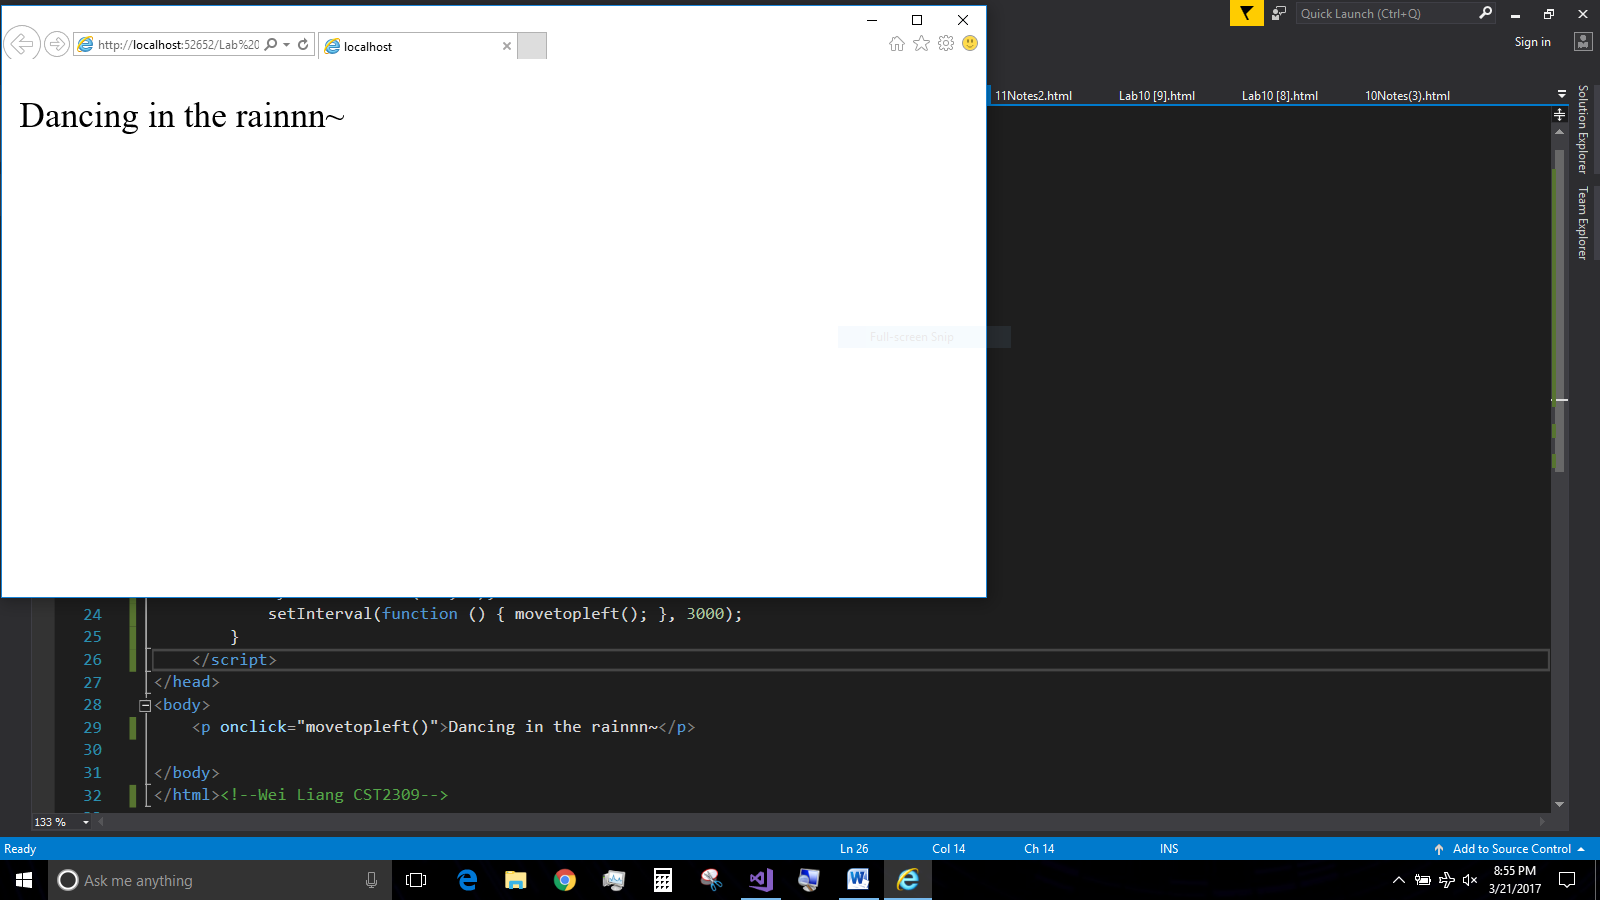 Quick Launch (Ctrl+Q)
Sign in
http://localhost:52652/Lab%20
localhost
11Notes2.html
Lab10 [9].html
Lab10 [8].html
10Notes(3).html
Solution Explorer
Team Explorer
Dancing in the rainnn~
Full-screen Snip
24 setInterval(function () { movetopleft(); }, 3000);
25 }
26 </script>
27 </head>
28 <body>
29 <p onclick="movetopleft()">Dancing in the rainnn~</p>
30
31 </body>
32 </html><!--Wei Liang CST2309-->
133 %
Ready
Ln 26
Col 14
Ch 14
INS
Add to Source Control
Ask me anything
8:55 PM
3/21/2017